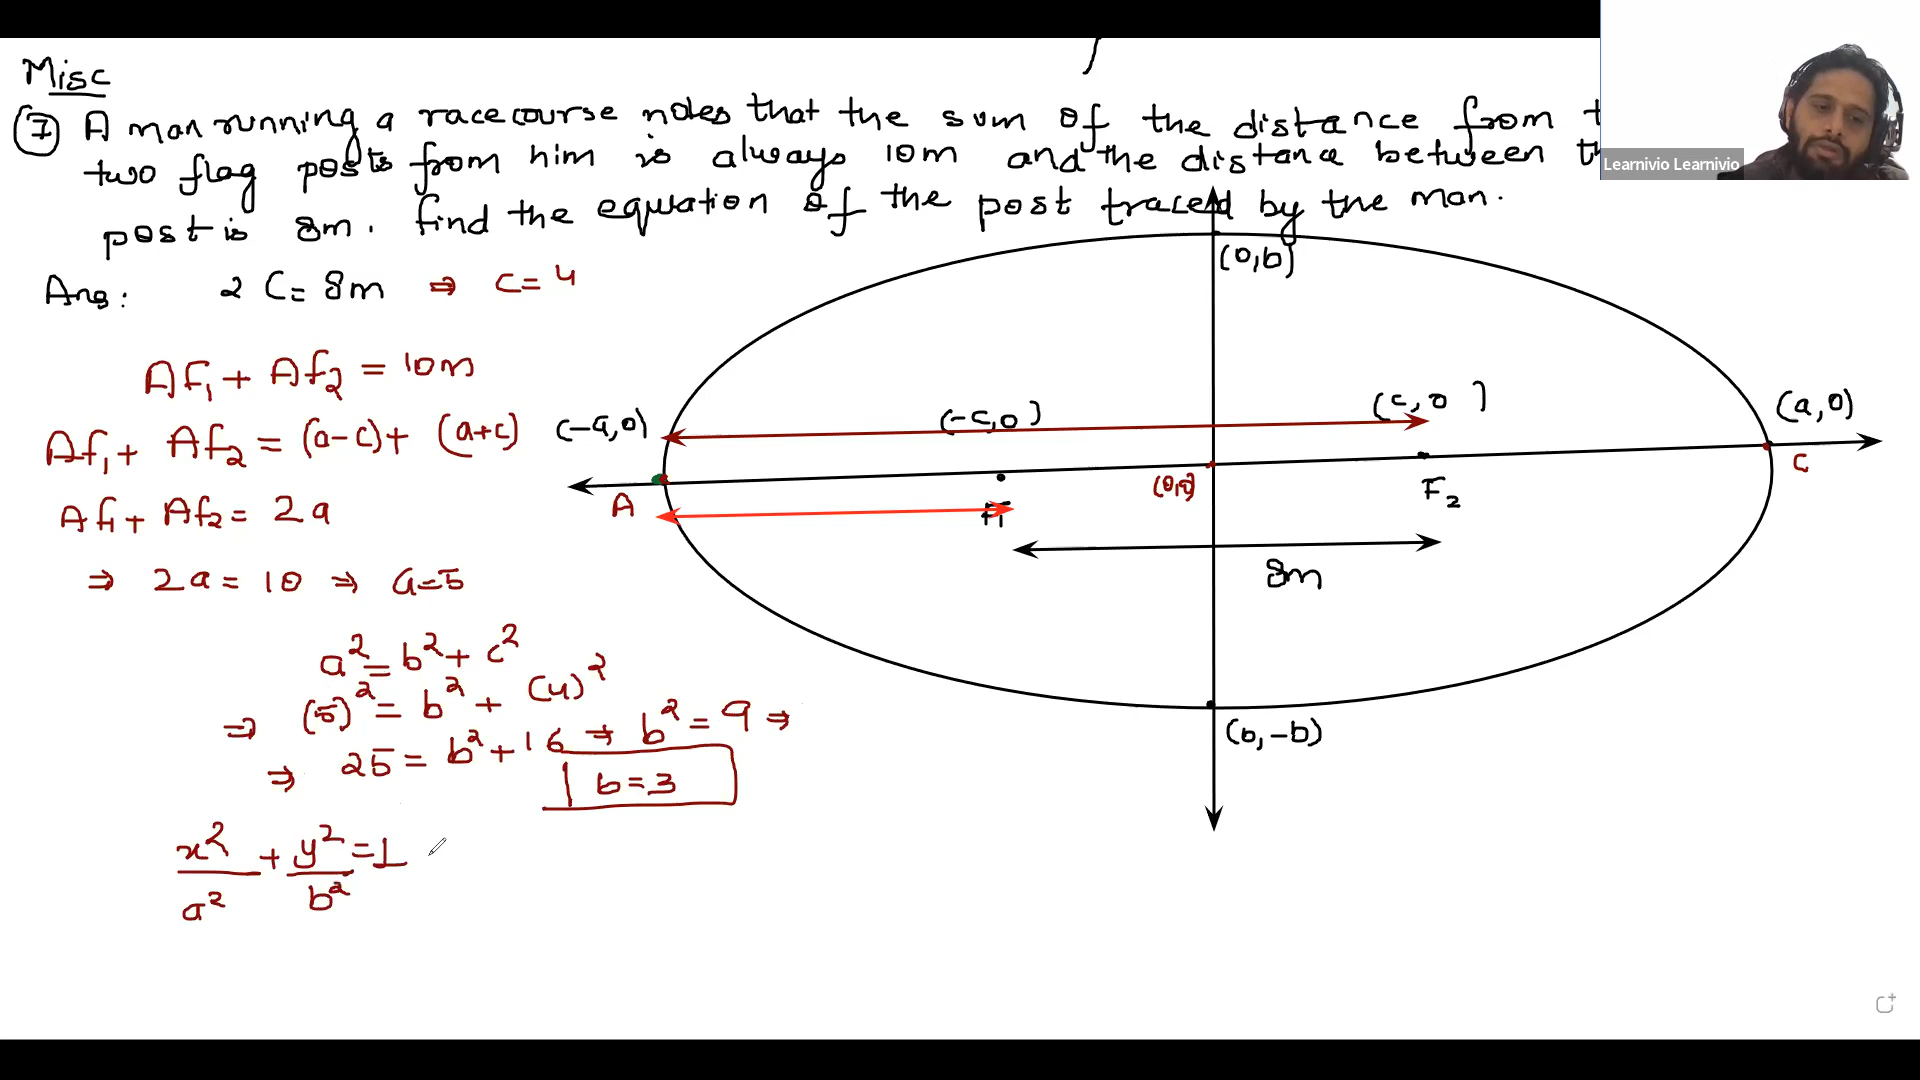 Misc
(7) A man running a racecourse notes that the sum of the distance from
two flag posts from him is always 10m and the distance between
post is 8m. find the equation of the post traced by the man.
Ans: 2C = 8m ⇒ c = 4
AF₁ + Af₂ = 10m
Af₁ + Af₂ = (a-c) + (a+c)
Af₁ + Af₂ = 2a
⇒ 2a = 10 ⇒ a=5
a² = b² + c²
⇒ (5)² = b² + (4)²
⇒ 25 = b² + 16 ⇒ b² = 9 ⇒
b = 3
x²/a² + y²/b² = 1
(0,b)
(-a,0)
(-c,0)
(c,0)
(a,0)
A
F₁
(0,0)
F₂
C
8m
(0,-b)
Learnivio Learnivio